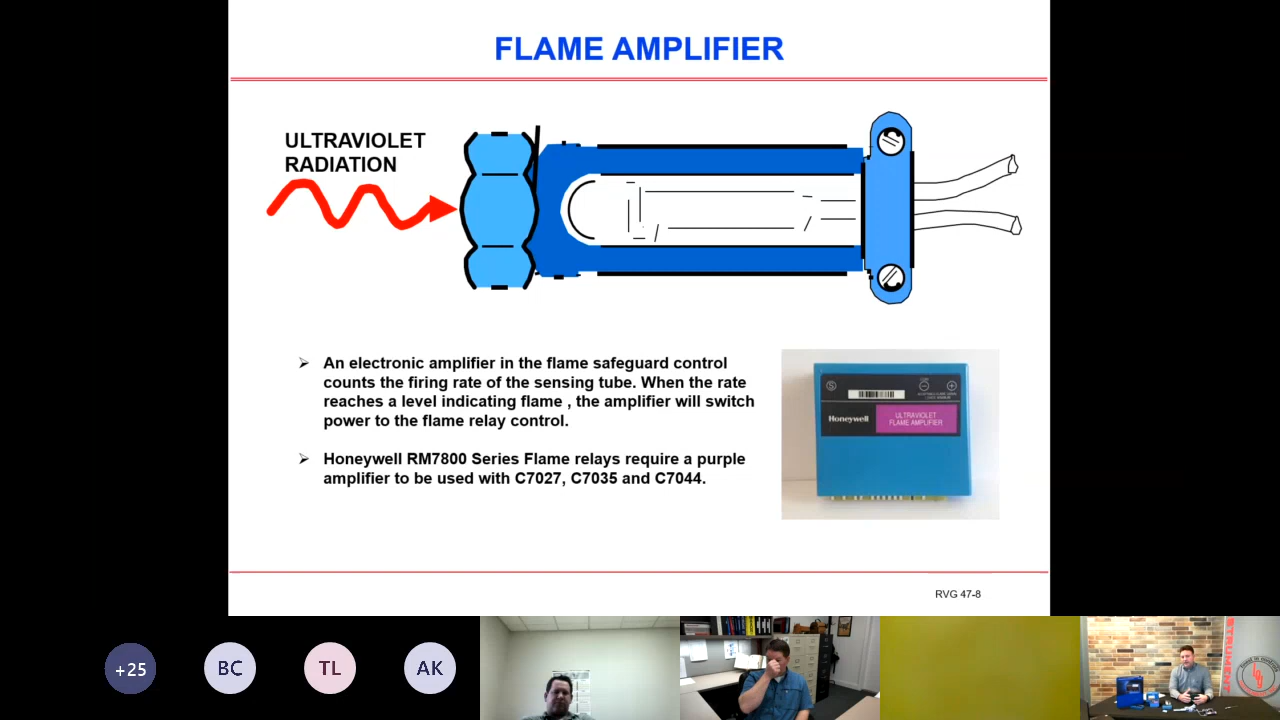 FLAME AMPLIFIER
ULTRAVIOLET
RADIATION
An electronic amplifier in the flame safeguard control
counts the firing rate of the sensing tube. When the rate
reaches a level indicating flame , the amplifier will switch
power to the flame relay control.
Honeywell RM7800 Series Flame relays require a purple
amplifier to be used with C7027, C7035 and C7044.
Honeywell
ULTRAVIOLET
FLAME AMPLIFIER
RVG 47-8
+25
BC
TL
AK